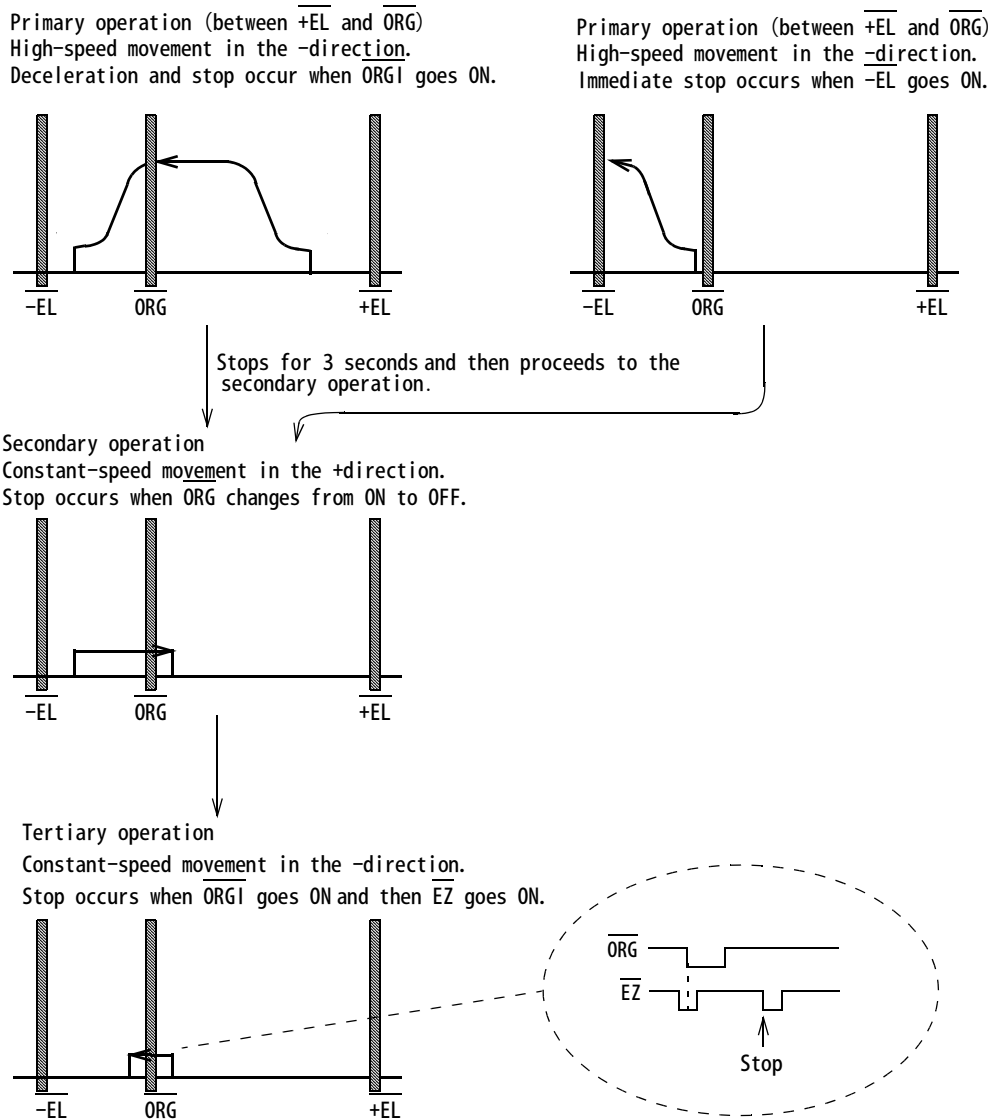 Primary operation (between +EL and ORG)
High-speed movement in the -direction.
Deceleration and stop occur when ORGI goes ON.
Primary operation (between +EL and ORG)
High-speed movement in the -direction.
Immediate stop occurs when -EL goes ON.
-EL
ORG
+EL
-EL
ORG
+EL
Stops for 3 seconds and then proceeds to the
secondary operation.
Secondary operation
Constant-speed movement in the +direction.
Stop occurs when ORG changes from ON to OFF.
-EL
ORG
+EL
Tertiary operation
Constant-speed movement in the -direction.
Stop occurs when ORGI goes ON and then EZ goes ON.
ORG
EZ
Stop
-EL
ORG
+EL